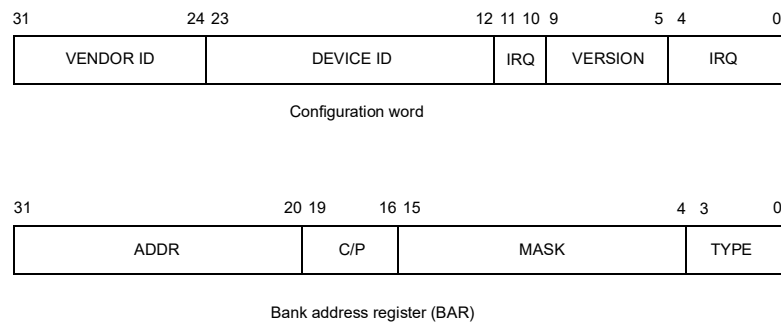 31 24 23 12 11 10 9 5 4 0
VENDOR ID DEVICE ID IRQ VERSION IRQ
Configuration word
31 20 19 16 15 4 3 0
ADDR C/P MASK TYPE
Bank address register (BAR)